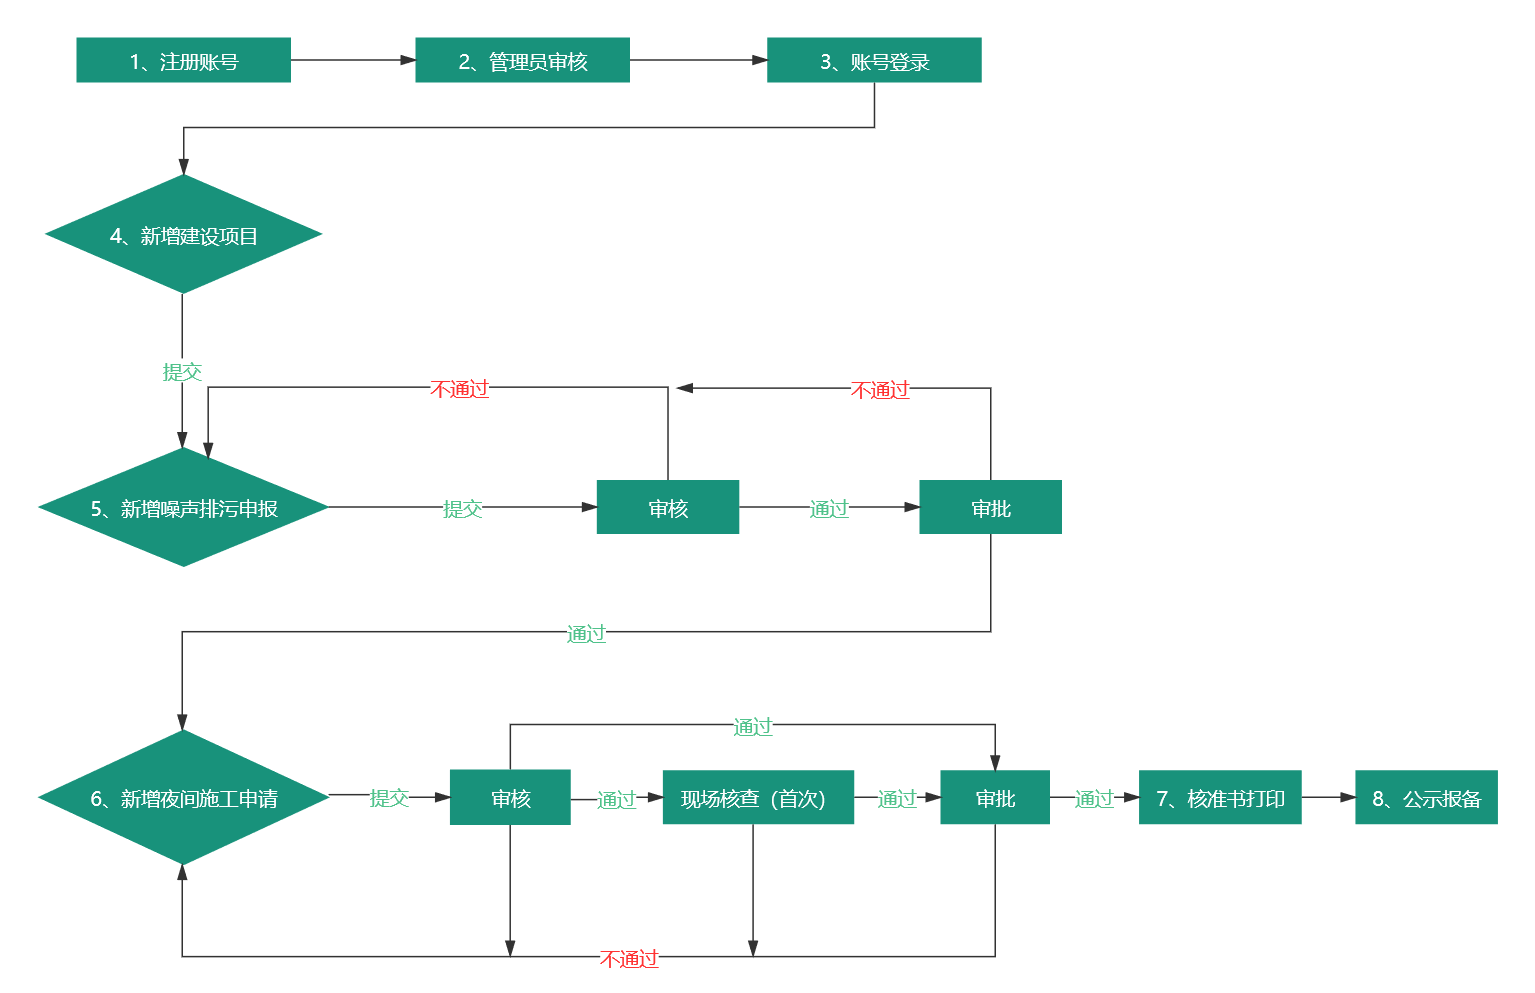 1、注册账号
2、管理员审核
3、账号登录
4、新增建设项目
提交
不通过
不通过
5、新增噪声排污申报
提交
审核
通过
审批
通过
通过
6、新增夜间施工申请
提交
审核
通过
现场核查（首次）
通过
审批
通过
7、核准书打印
8、公示报备
不通过